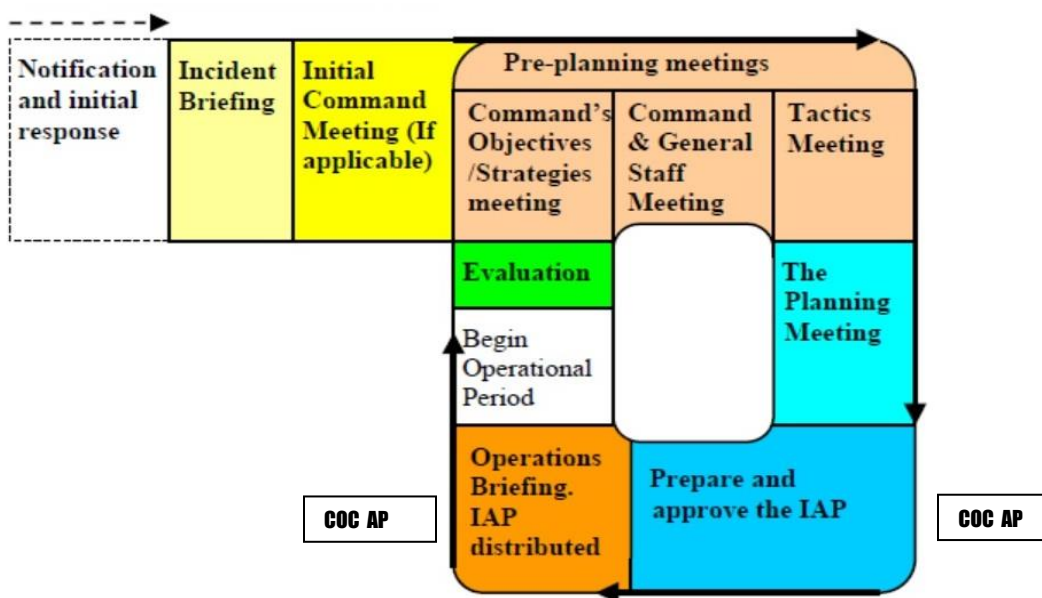 Notification
and initial
response
Incident
Briefing
Initial
Command
Meeting (If
applicable)
Pre-planning meetings
Command's
Objectives
/Strategies
meeting
Command
& General
Staff
Meeting
Tactics
Meeting
Evaluation
The
Planning
Meeting
Begin
Operational
Period
Operations
Briefing.
IAP
distributed
Prepare and
approve the IAP
COC AP
COC AP